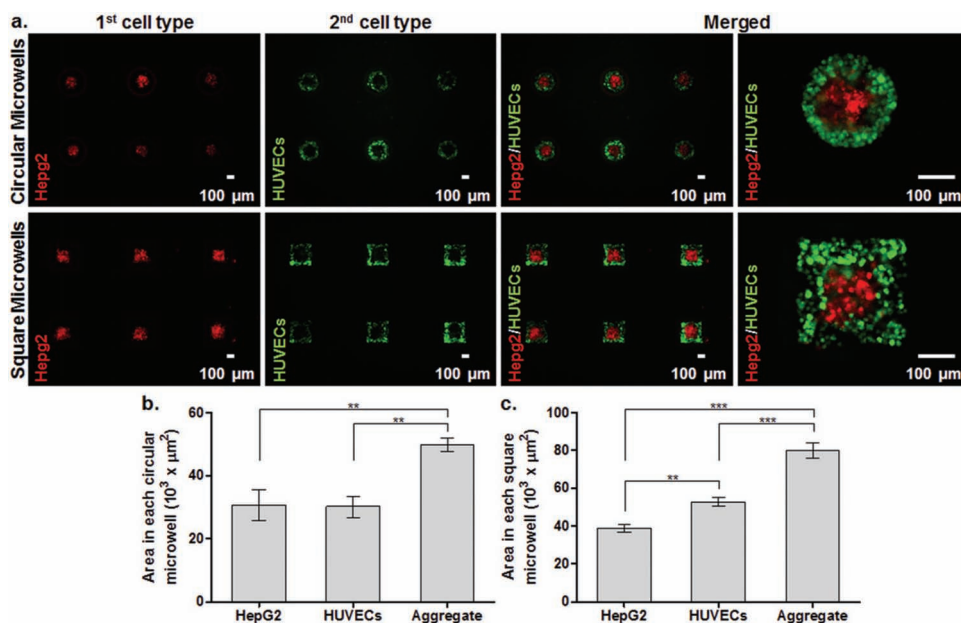 a.
1st cell type
2nd cell type
Merged
Circular Microwells
Hepg2
100 µm
HUVECs
100 µm
Hepg2/HUVECs
100 µm
Hepg2/HUVECs
100 µm
Square Microwells
Hepg2
100 µm
HUVECs
100 µm
Hepg2/HUVECs
100 µm
Hepg2/HUVECs
100 µm
b.
Area in each circular
microwell (10³ x µm²)
60
40
20
0
**
**
HepG2
HUVECs
Aggregate
c.
Area in each square
microwell (10³ x µm²)
100
80
60
40
20
0
***
***
**
HepG2
HUVECs
Aggregate